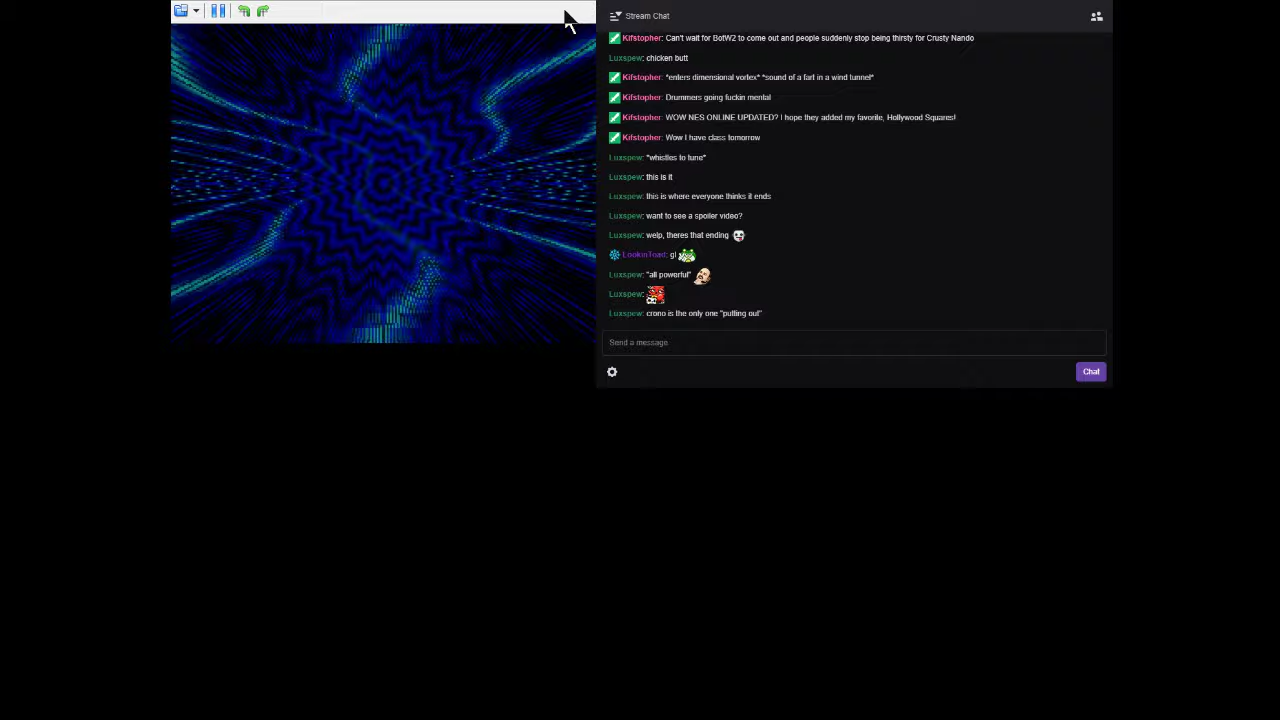 Stream Chat
Kifstopher: Can't wait for BotW2 to come out and people suddenly stop being thirsty for Crusty Nando
Luxspew: chicken butt
Kifstopher: *enters dimensional vortex* *sound of a fart in a wind tunnel*
Kifstopher: Drummers going fuckin mental
Kifstopher: WOW NES ONLINE UPDATED? I hope they added my favorite, Hollywood Squares!
Kifstopher: Wow I have class tomorrow
Luxspew: *whistles to tune*
Luxspew: this is it
Luxspew: this is where everyone thinks it ends
Luxspew: want to see a spoiler video?
Luxspew: welp, theres that ending
LookinToad: gl
Luxspew: "all powerful"
Luxspew:
Luxspew: crono is the only one "putting out"
Send a message
Chat